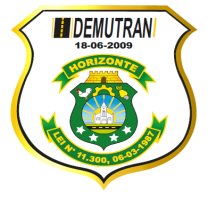 DEMUTRAN
18-06-2009
HORIZONTE
LEI Nº 11.300, 06-03-1987